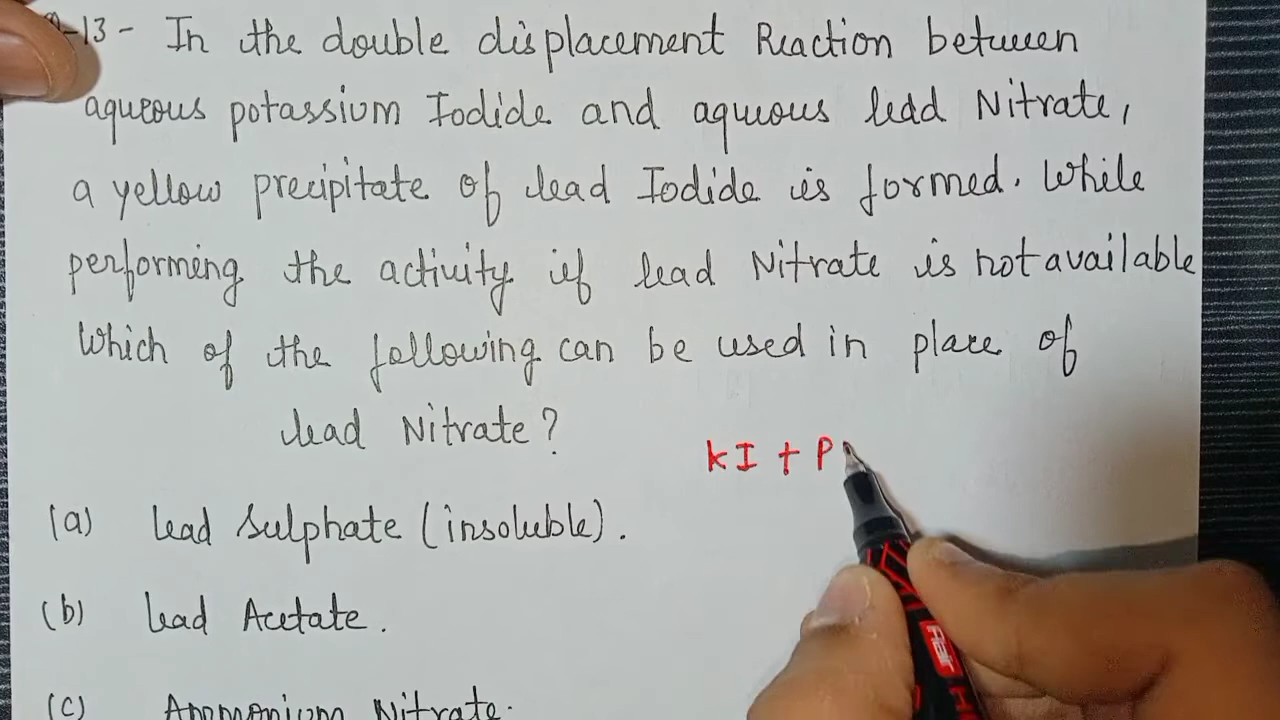 -13- In the double displacement Reaction between
aqueous potassium Iodide and aqueous lead Nitrate,
a yellow precipitate of lead Iodide is formed. While
performing the activity if lead Nitrate is not available
Which of the following can be used in place of
lead Nitrate?
KI + P
(a) Lead Sulphate (insoluble).
(b) Lead Acetate.
(c) Ammonium Nitrate.
Flair